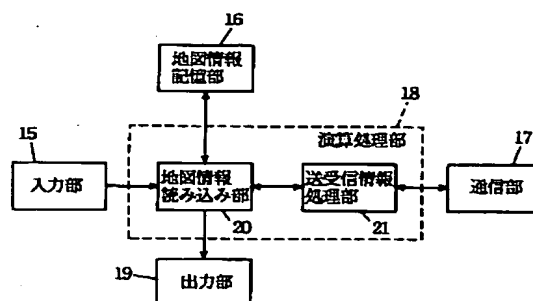 16
地図情報
記憶部
18
演算処理部
15
入力部
地図情報
読み込み部
20
送受信情報
処理部
21
17
通信部
19
出力部